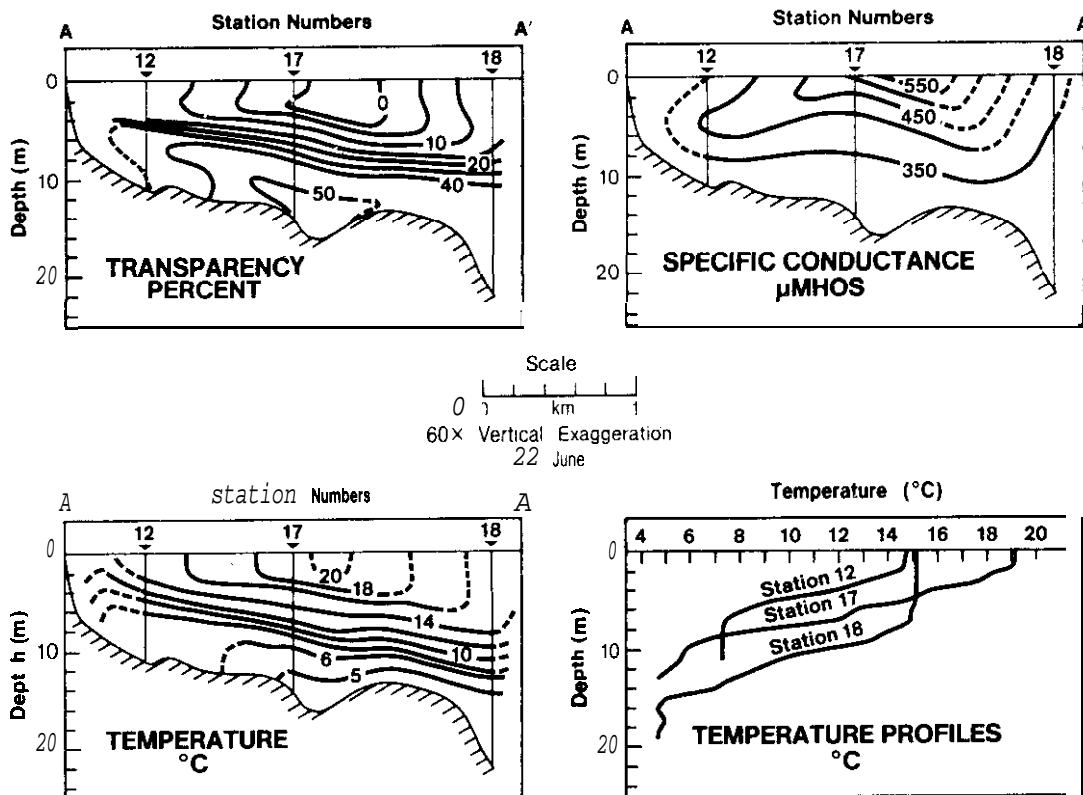 Station Numbers
A A'
12 17 18
0
10
20
Depth (m)
0
10
20
40
50
TRANSPARENCY
PERCENT
Station Numbers
A A
12 17 18
0
10
20
Depth (m)
550
450
350
SPECIFIC CONDUCTANCE
µMHOS
Scale
0 km 1
60× Vertical Exaggeration
22 June
A station Numbers A
12 17 18
0
10
20
Dept h (m)
20
18
14
10
6
5
TEMPERATURE
°C
Temperature (°C)
4 6 8 10 12 14 16 18 20
0
10
20
Depth (m)
Station 12
Station 17
Station 18
TEMPERATURE PROFILES
°C